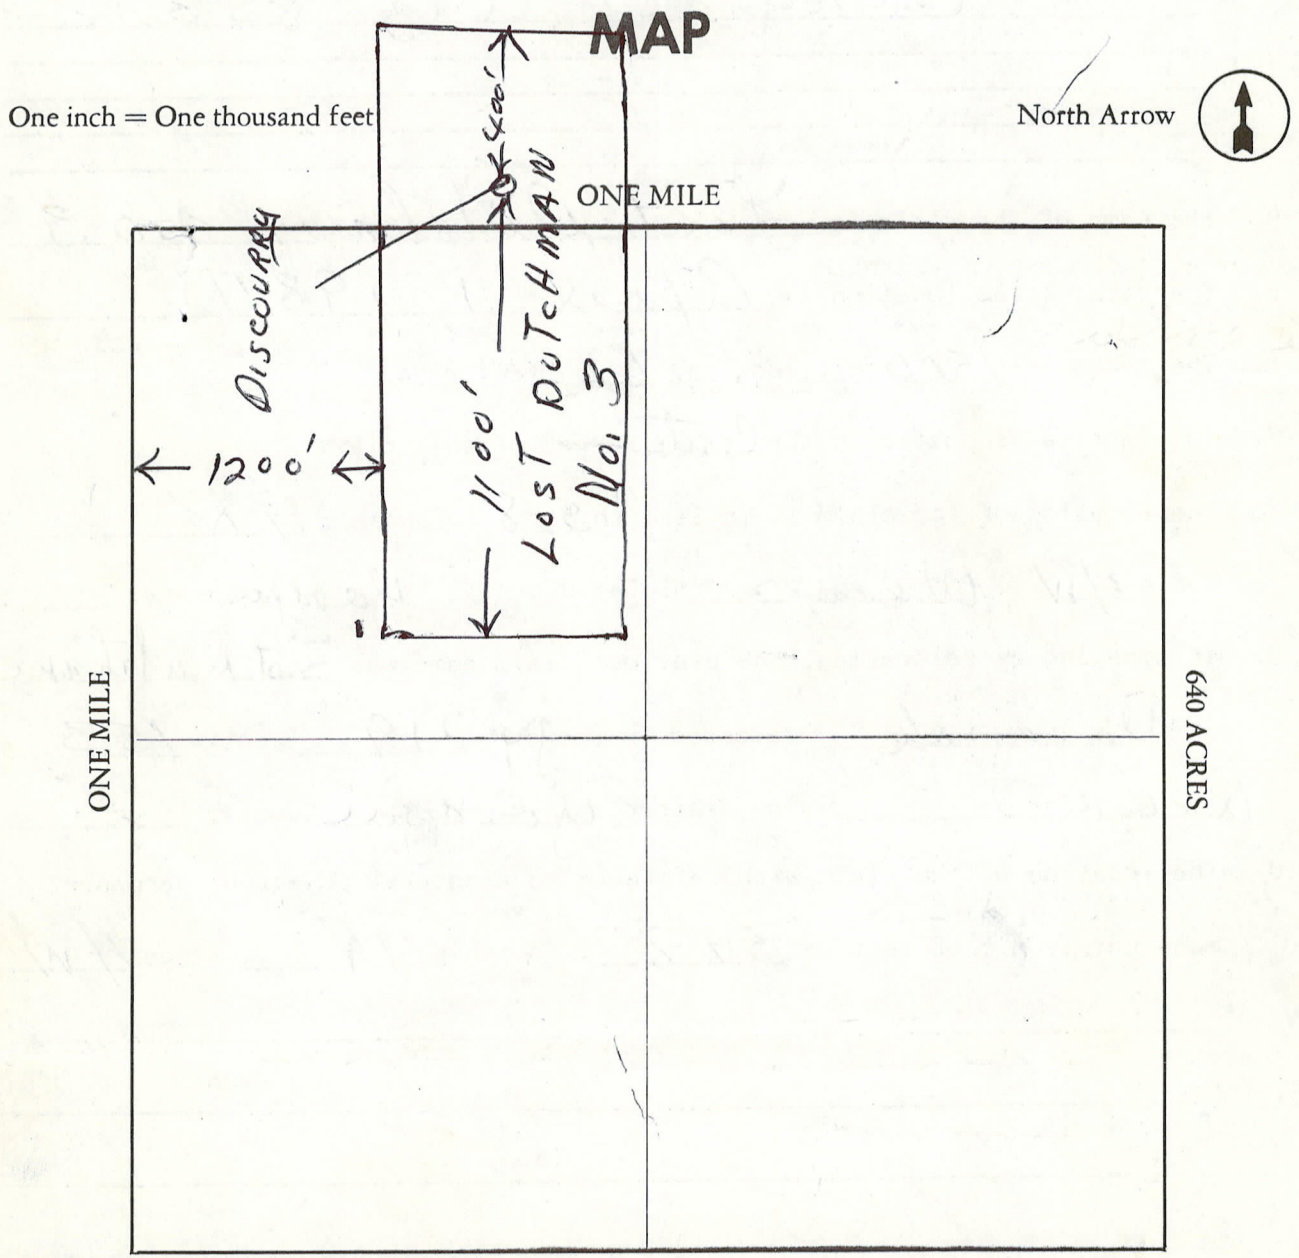 MAP
One inch = One thousand feet
North Arrow
400'
ONE MILE
DISCOURRY
1200'
1100'
LOST DUTCHMAN
No. 3
ONE MILE
640 ACRES